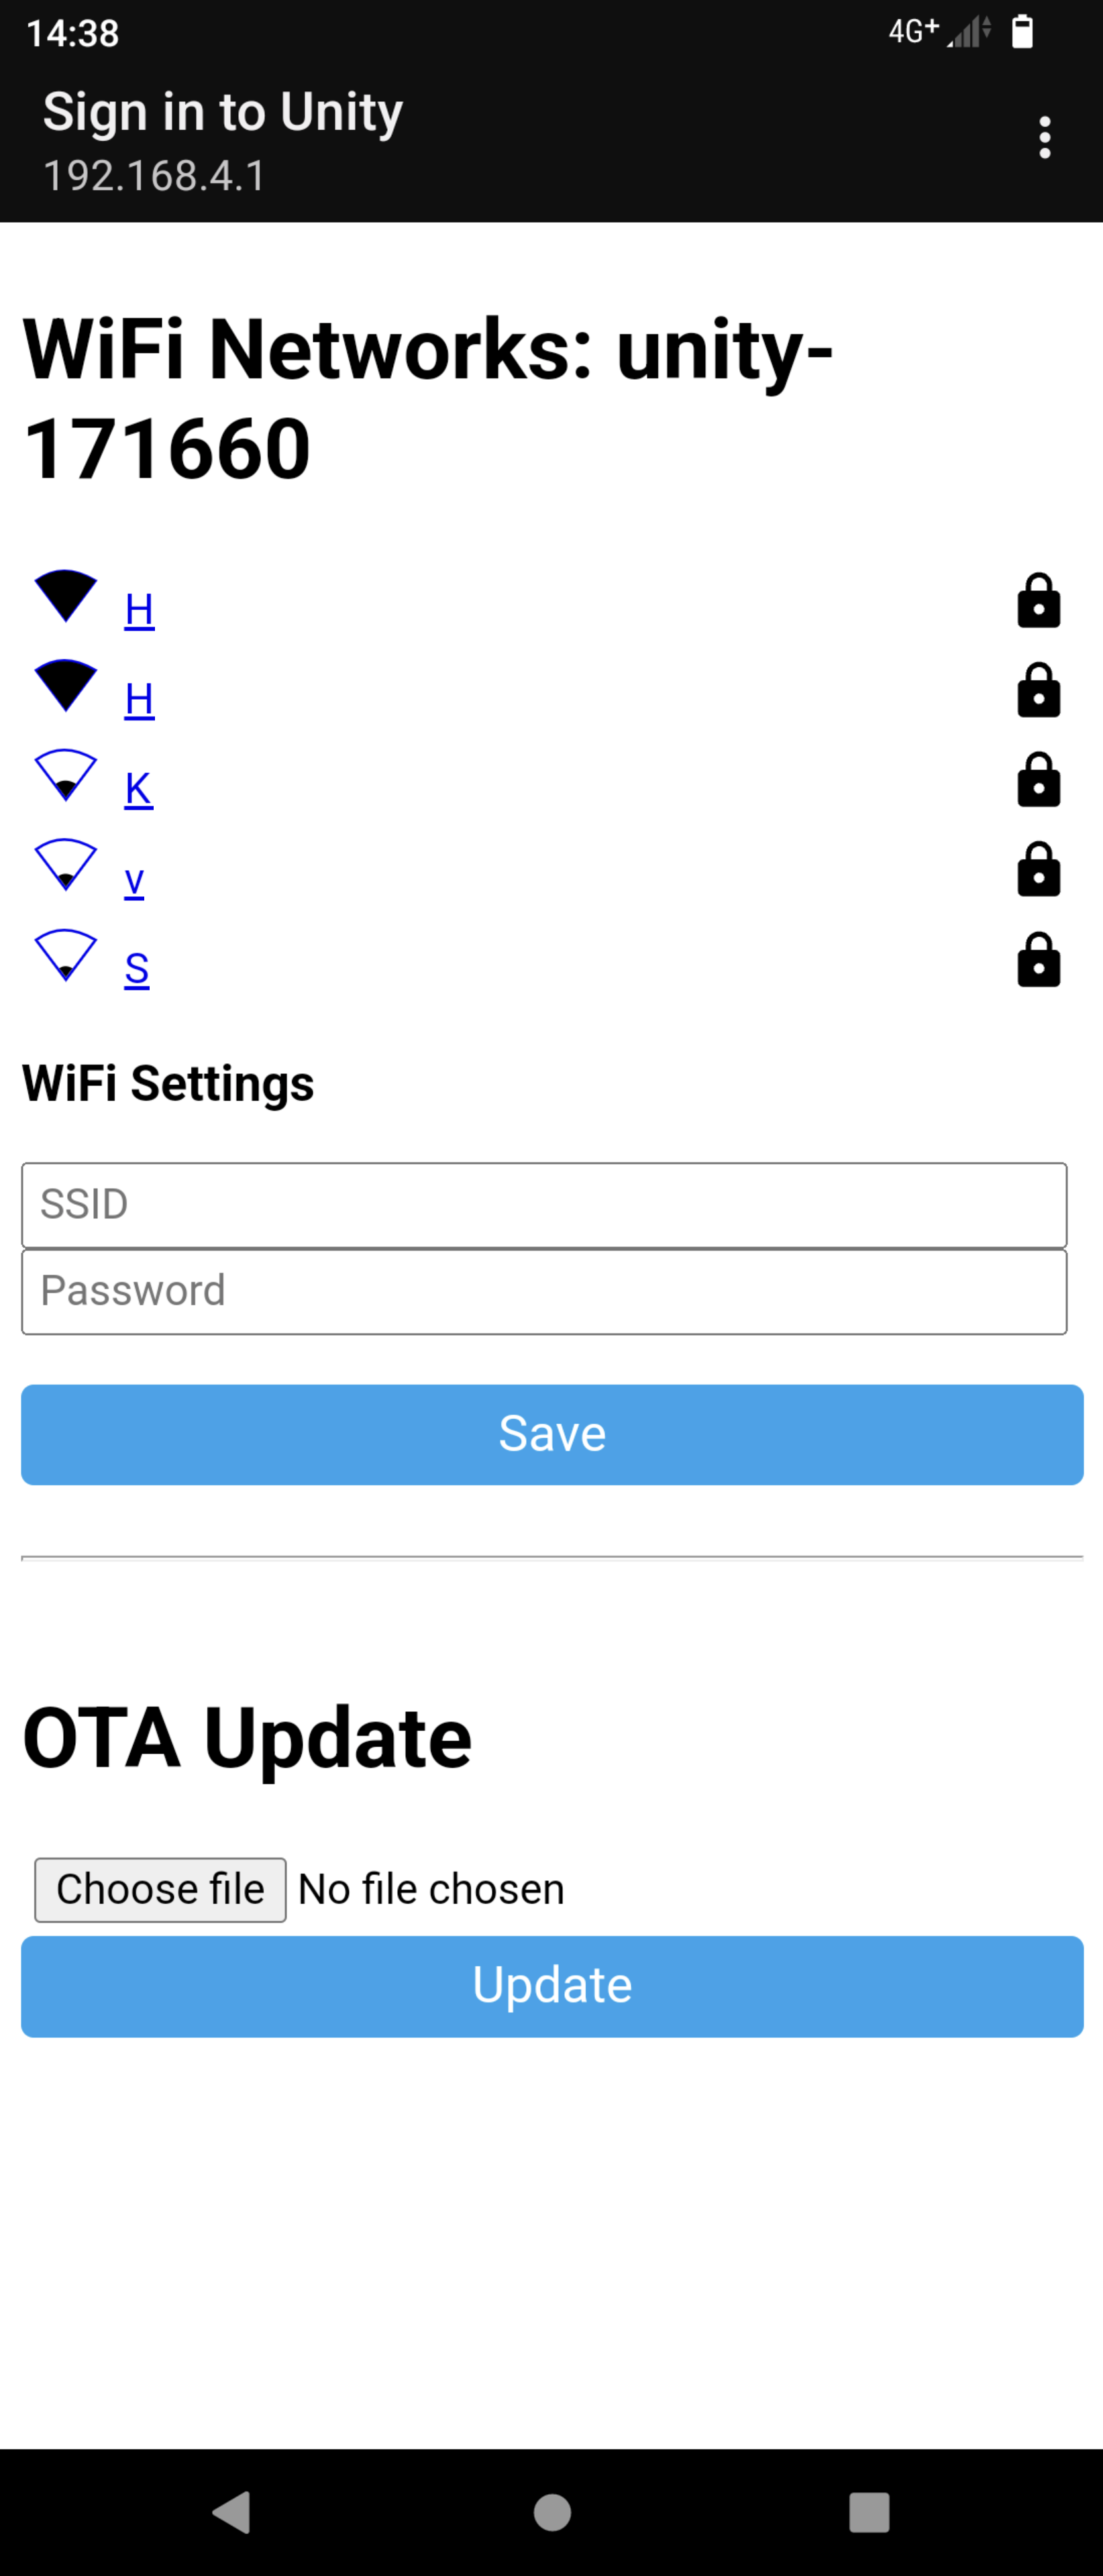 14:38
4G+
Sign in to Unity
192.168.4.1
WiFi Networks: unity-
171660
H
H
K
v
S
WiFi Settings
SSID
Password
Save
OTA Update
Choose file No file chosen
Update